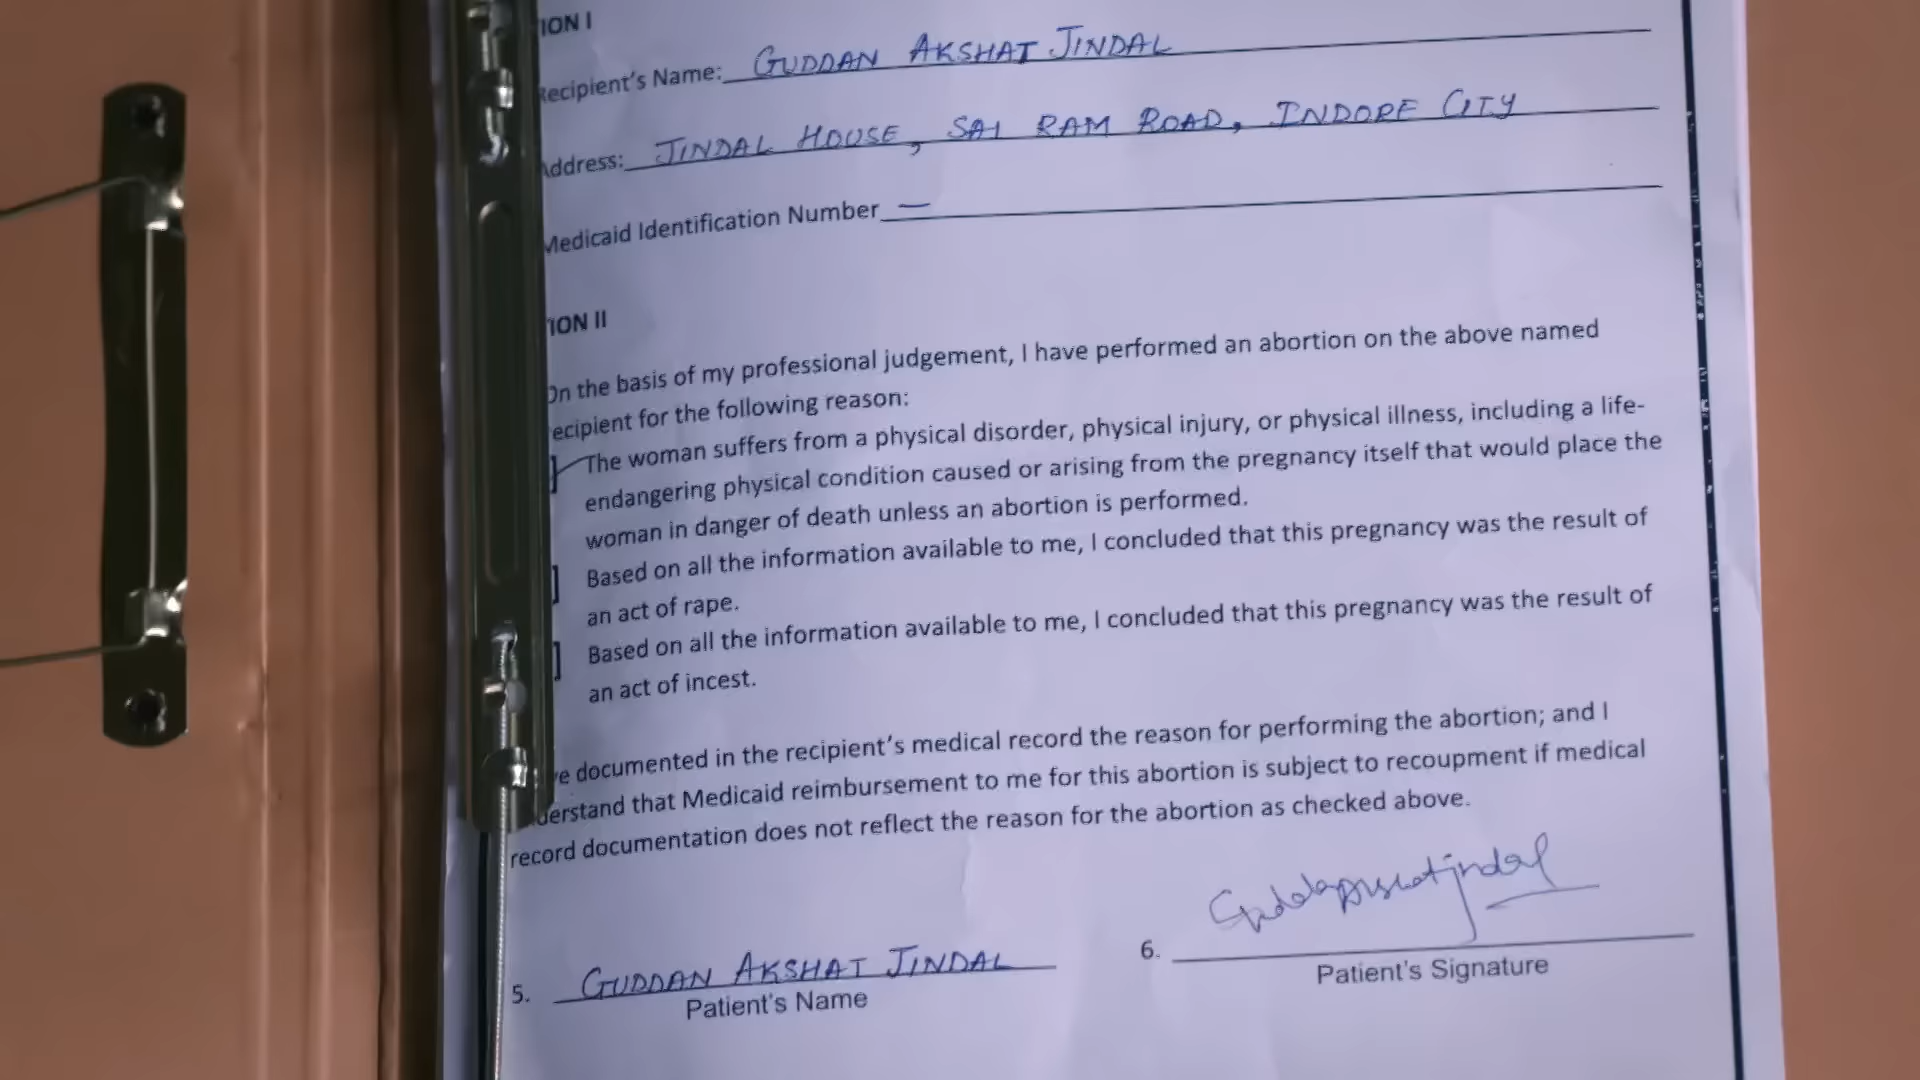 ION I
Recipient's Name: GUDDAN AKSHAT JINDAL
Address: JINDAL HOUSE, SAI RAM ROAD, INDORE CITY
Medicaid Identification Number —
ION II
On the basis of my professional judgement, I have performed an abortion on the above named
ecipient for the following reason:
] The woman suffers from a physical disorder, physical injury, or physical illness, including a life-
endangering physical condition caused or arising from the pregnancy itself that would place the
woman in danger of death unless an abortion is performed.
] Based on all the information available to me, I concluded that this pregnancy was the result of
an act of rape.
] Based on all the information available to me, I concluded that this pregnancy was the result of
an act of incest.
ve documented in the recipient's medical record the reason for performing the abortion; and I
derstand that Medicaid reimbursement to me for this abortion is subject to recoupment if medical
record documentation does not reflect the reason for the abortion as checked above.
5. GUDDAN AKSHAT JINDAL
Patient's Name
6.
Patient's Signature